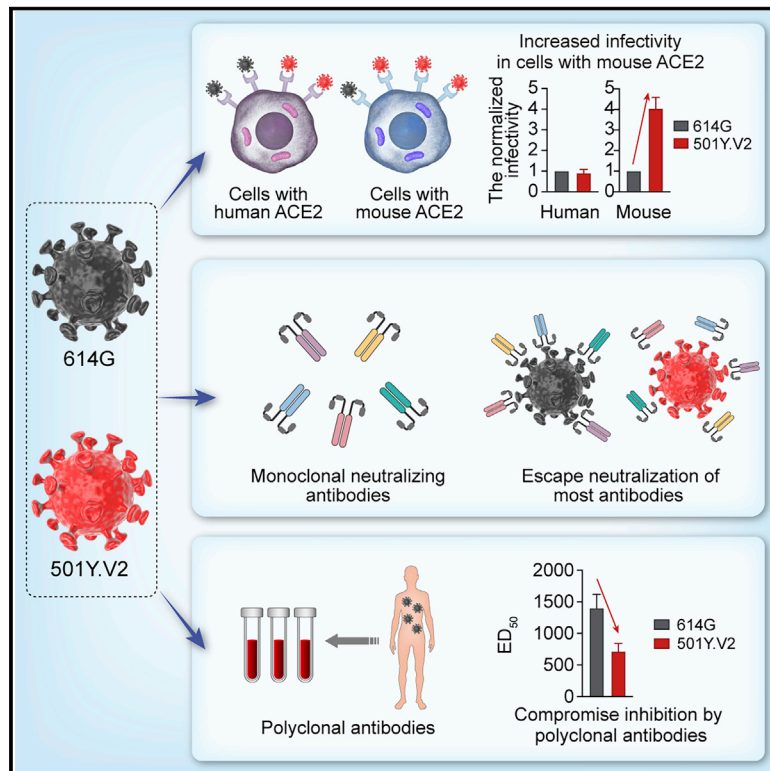 614G
501Y.V2
Cells with
human ACE2
Cells with
mouse ACE2
Increased infectivity
in cells with mouse ACE2
The normalized
infectivity
5
4
3
2
1
0
Human
5
4
3
2
1
0
Mouse
614G
501Y.V2
Monoclonal neutralizing
antibodies
Escape neutralization of
most antibodies
Polyclonal antibodies
ED50
2000
1500
1000
500
0
614G
501Y.V2
Compromise inhibition by
polyclonal antibodies